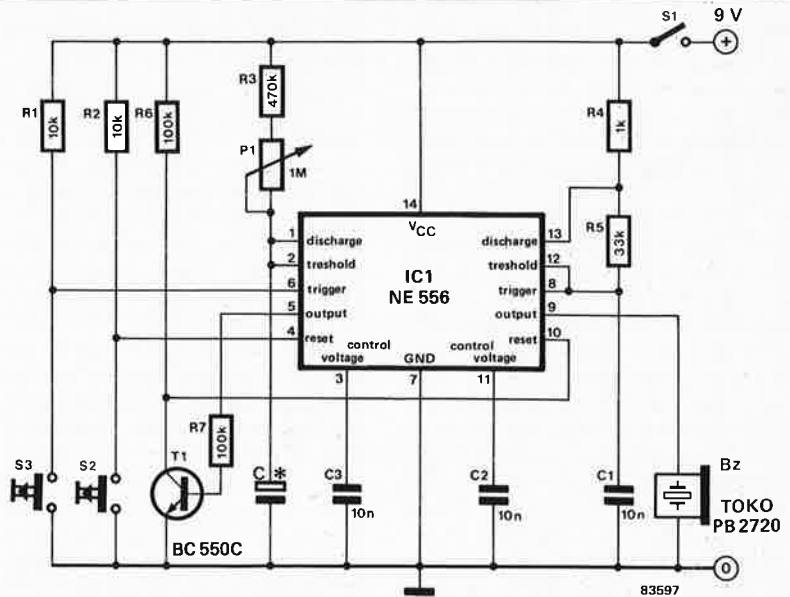 S1
9 V
+
R1
10k
R2
10k
R6
100k
R3
470k
P1
1M
R4
1k
R5
33k
14
VCC
1 discharge
2 treshold
6 trigger
5 output
4 reset
IC1
NE 556
discharge 13
treshold 12
trigger 8
output 9
reset 10
control
voltage
GND
control
voltage
3
7
11
R7
100k
T1
BC 550C
S3
S2
C *
C3
10n
C2
10n
C1
10n
Bz
TOKO
PB 2720
0
83597